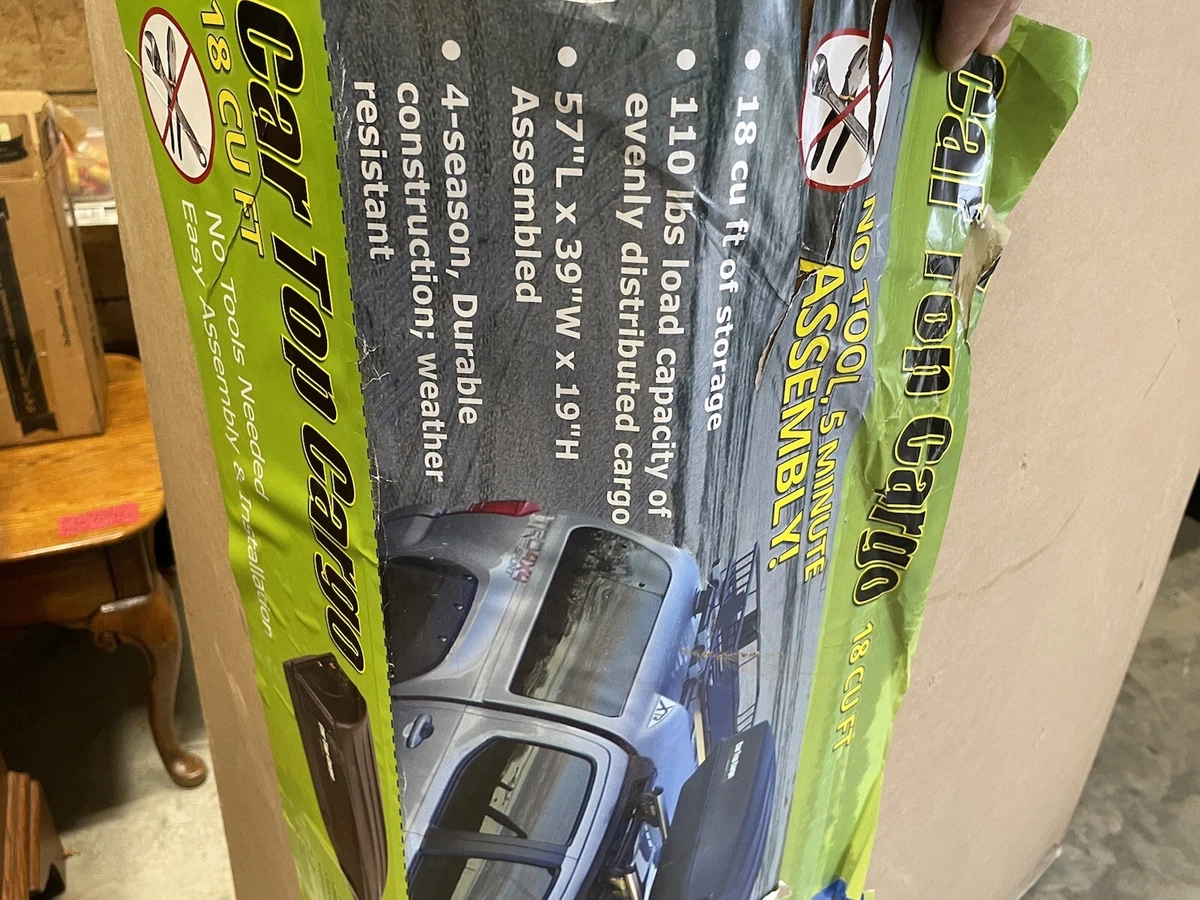 Car Top Cargo
18 CU FT
NO TOOL, 5 MINUTE
ASSEMBLY!
• 18 cu ft of storage
• 110 lbs load capacity of
evenly distributed cargo
• 57"L x 39"W x 19"H
Assembled
• 4-season, Durable
construction; weather
resistant
Car Top Cargo
18 CU FT
NO Tools Needed
Easy Assembly & Installation